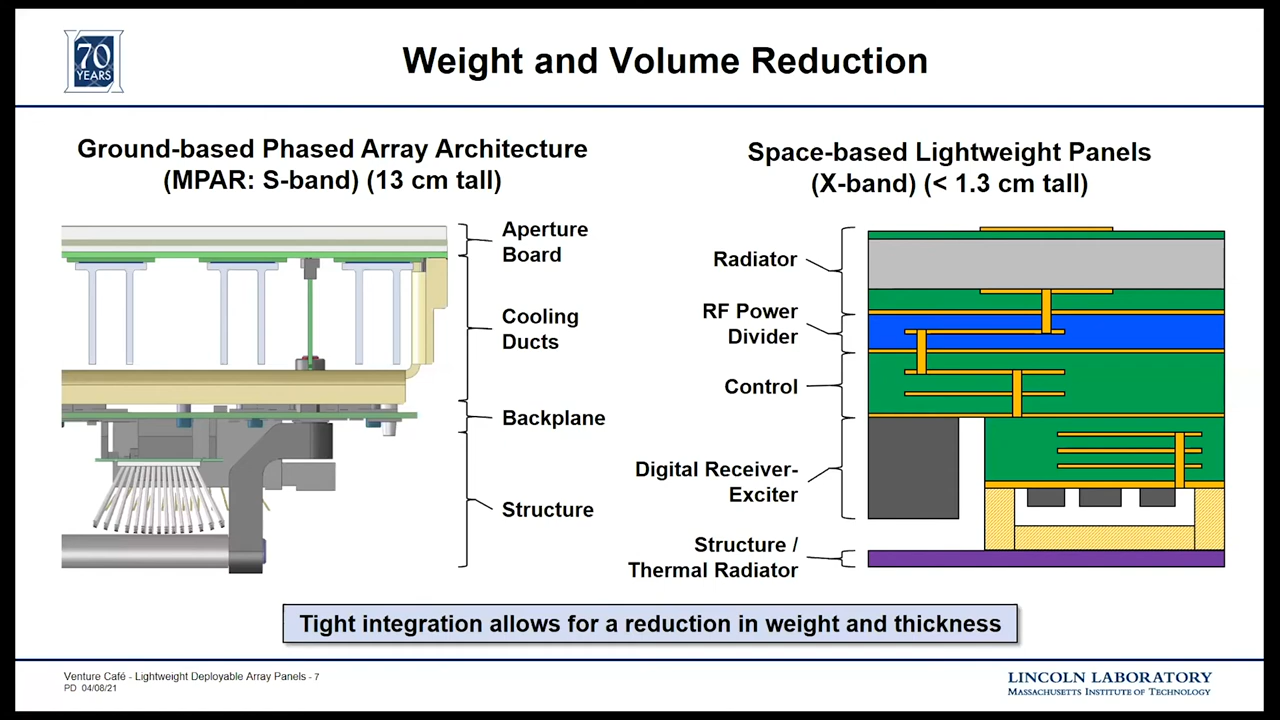 70
YEARS
Weight and Volume Reduction
Ground-based Phased Array Architecture
(MPAR: S-band) (13 cm tall)
Aperture
Board
Cooling
Ducts
Backplane
Structure
Space-based Lightweight Panels
(X-band) (< 1.3 cm tall)
Radiator
RF Power
Divider
Control
Digital Receiver-
Exciter
Structure /
Thermal Radiator
Tight integration allows for a reduction in weight and thickness
Venture Café - Lightweight Deployable Array Panels - 7
PD 04/08/21
LINCOLN LABORATORY
MASSACHUSETTS INSTITUTE OF TECHNOLOGY